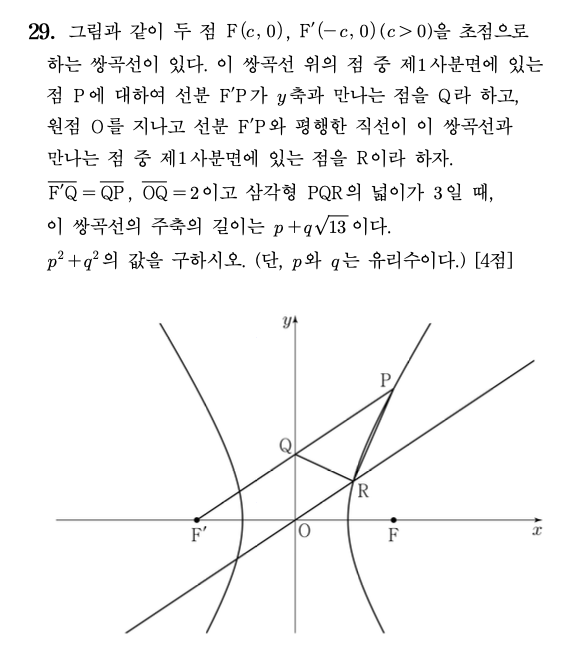 29. 그림과 같이 두 점 F(c, 0), F′(−c, 0)(c>0)을 초점으로
하는 쌍곡선이 있다. 이 쌍곡선 위의 점 중 제1사분면에 있는
점 P에 대하여 선분 F′P가 y축과 만나는 점을 Q라 하고,
원점 O를 지나고 선분 F′P와 평행한 직선이 이 쌍곡선과
만나는 점 중 제1사분면에 있는 점을 R이라 하자.
F′Q=QP, OQ=2이고 삼각형 PQR의 넓이가 3일 때,
이 쌍곡선의 주축의 길이는 p+q√13이다.
p²+q²의 값을 구하시오. (단, p와 q는 유리수이다.) [4점]
y
P
Q
R
F′ O F x